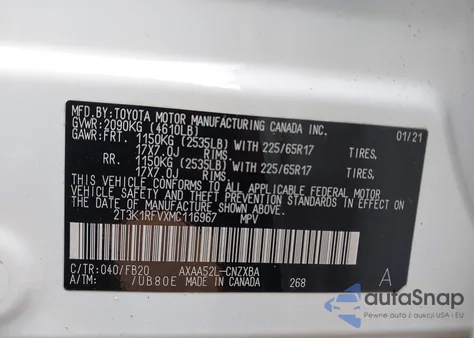 MFD.BY:TOYOTA MOTOR MANUFACTURING CANADA INC.
GVWR:2090KG (4610LB) 01/21
GAWR:FRT. 1150KG (2535LB) WITH 225/65R17 TIRES.
17X7.0J RIMS.
RR. 1150KG (2535LB) WITH 225/65R17 TIRES.
17X7.0J RIMS.
THIS VEHICLE CONFORMS TO ALL APPLICABLE FEDERAL MOTOR
VEHICLE SAFETY AND THEFT PREVENTION STANDARDS IN EFFECT ON
THE DATE OF MANUFACTURE SHOWN ABOVE.
2T3K1RFVXMC116967 MPV
C/TR:040/FB20 AXAA52L-CNZXBA
A/TM: /UB80E MADE IN CANADA 268 A
autoSnap
Pewne auta z USA i EU